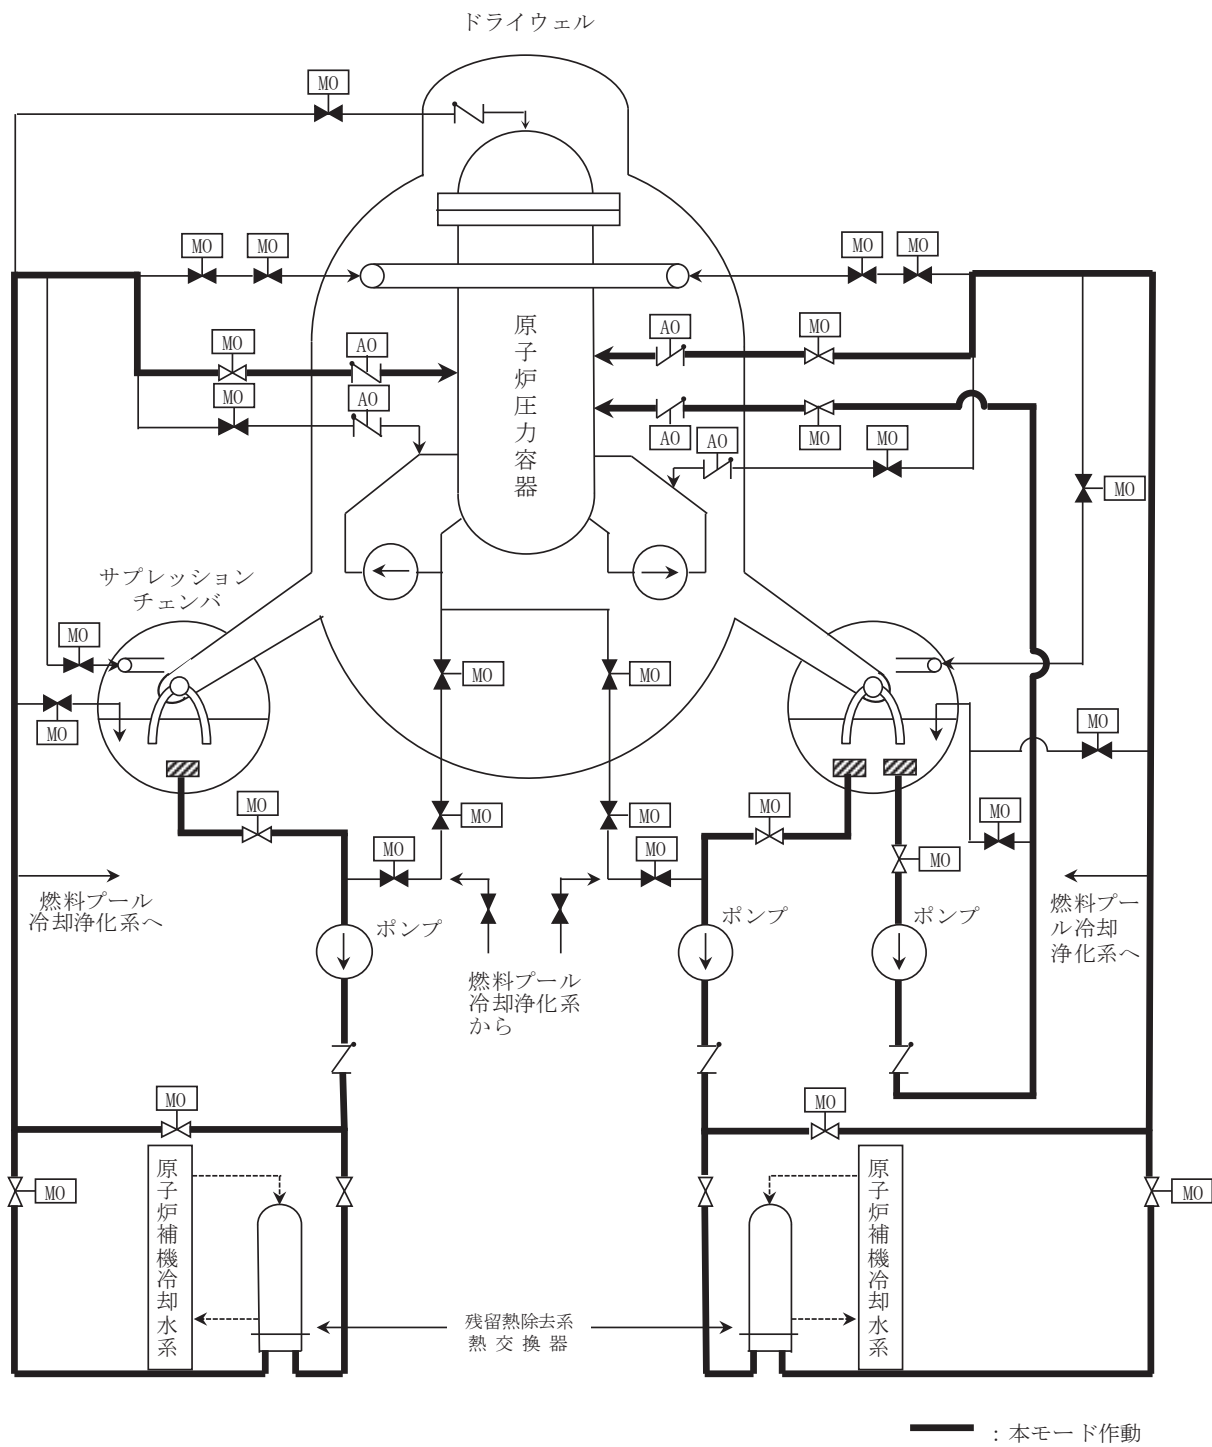 ドライウェル
MO
MO
MO
MO
MO
MO
AO
AO
MO
MO
AO
MO
AO
MO
AO
MO
MO
原子炉圧力容器
サプレッション
チェンバ
MO
MO
MO
MO
MO
MO
MO
MO
MO
MO
MO
MO
MO
MO
燃料プール
冷却浄化系へ
ポンプ
ポンプ
ポンプ
燃料プー
ル冷却
浄化系へ
燃料プール
冷却浄化系
から
MO
MO
原子炉補機冷却水系
原子炉補機冷却水系
MO
MO
残留熱除去系
熱交換器
：本モード作動